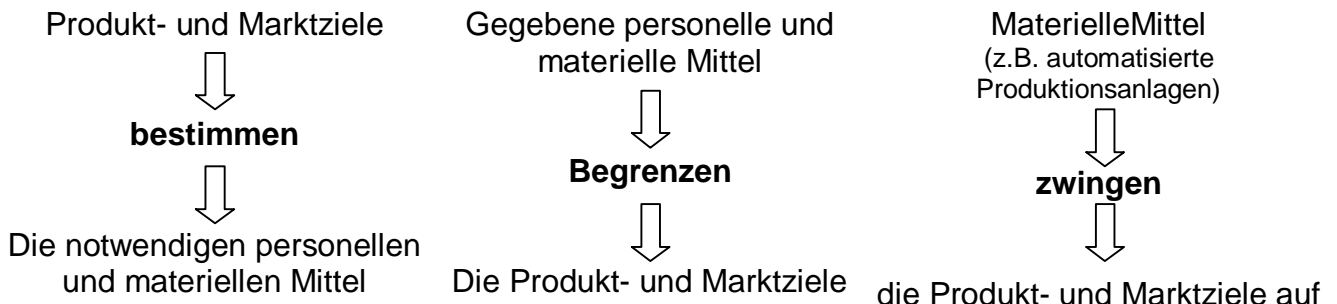 Produkt- und Marktziele
bestimmen
Die notwendigen personellen
und materiellen Mittel
Gegebene personelle und
materielle Mittel
Begrenzen
Die Produkt- und Marktziele
MaterielleMittel
(z.B. automatisierte
Produktionsanlagen)
zwingen
die Produkt- und Marktziele auf